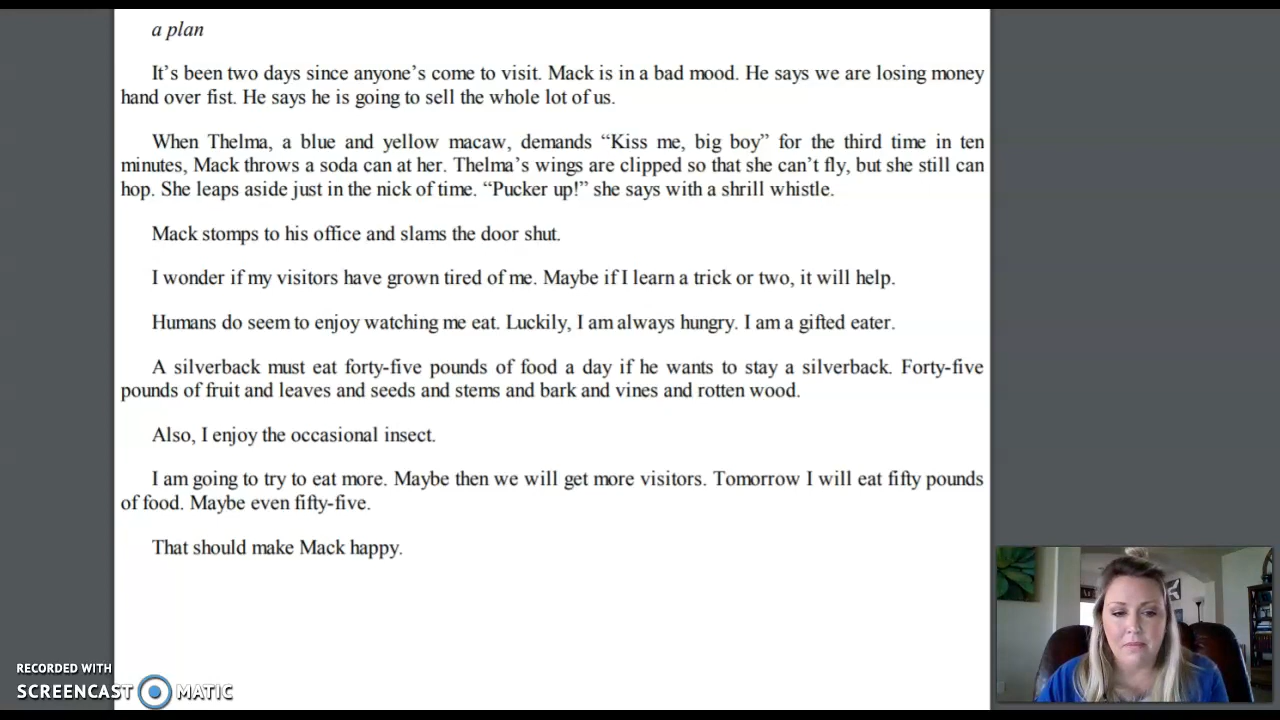 a plan
It’s been two days since anyone’s come to visit. Mack is in a bad mood. He says we are losing money
hand over fist. He says he is going to sell the whole lot of us.
When Thelma, a blue and yellow macaw, demands “Kiss me, big boy” for the third time in ten
minutes, Mack throws a soda can at her. Thelma’s wings are clipped so that she can’t fly, but she still can
hop. She leaps aside just in the nick of time. “Pucker up!” she says with a shrill whistle.
Mack stomps to his office and slams the door shut.
I wonder if my visitors have grown tired of me. Maybe if I learn a trick or two, it will help.
Humans do seem to enjoy watching me eat. Luckily, I am always hungry. I am a gifted eater.
A silverback must eat forty-five pounds of food a day if he wants to stay a silverback. Forty-five
pounds of fruit and leaves and seeds and stems and bark and vines and rotten wood.
Also, I enjoy the occasional insect.
I am going to try to eat more. Maybe then we will get more visitors. Tomorrow I will eat fifty pounds
of food. Maybe even fifty-five.
That should make Mack happy.
RECORDED WITH
SCREENCAST MATIC